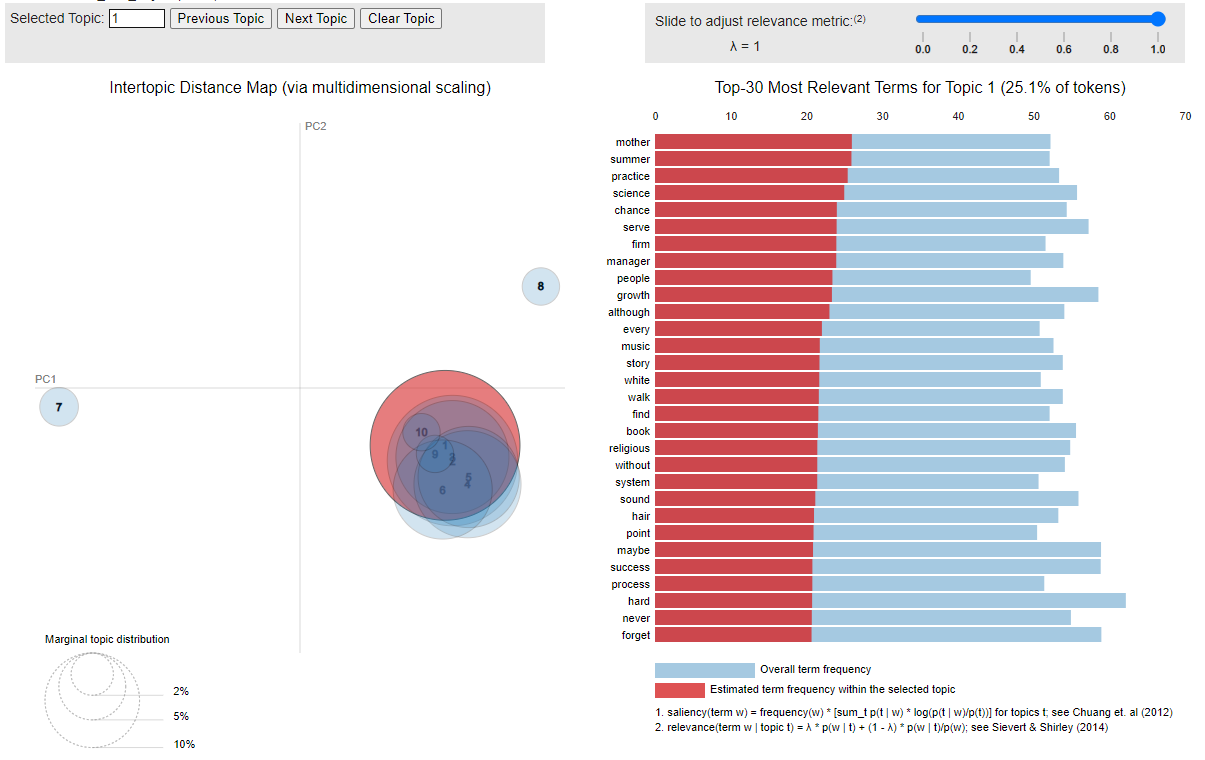 Selected Topic: 1 Previous Topic Next Topic Clear Topic
Slide to adjust relevance metric:(2)
λ = 1
0.0 0.2 0.4 0.6 0.8 1.0
Intertopic Distance Map (via multidimensional scaling)
PC2
PC1
8
7
10
1
9
3
2
5
4
6
Marginal topic distribution
2%
5%
10%
Top-30 Most Relevant Terms for Topic 1 (25.1% of tokens)
0 10 20 30 40 50 60 70
mother
summer
practice
science
chance
serve
firm
manager
people
growth
although
every
music
story
white
walk
find
book
religious
without
system
sound
hair
point
maybe
success
process
hard
never
forget
Overall term frequency
Estimated term frequency within the selected topic
1. saliency(term w) = frequency(w) * [sum_t p(t | w) * log(p(t | w)/p(t))] for topics t; see Chuang et. al (2012)
2. relevance(term w | topic t) = λ * p(w | t) + (1 - λ) * p(w | t)/p(w); see Sievert & Shirley (2014)